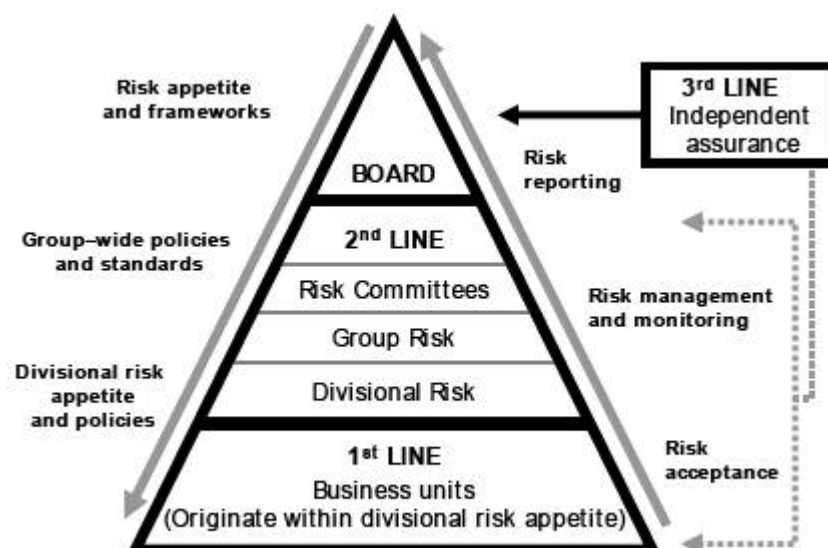 Risk appetite
and frameworks
3rd LINE
Independent
assurance
BOARD
Risk
reporting
Group–wide policies
and standards
2nd LINE
Risk Committees
Group Risk
Divisional Risk
Risk management
and monitoring
Divisional risk
appetite
and policies
1st LINE
Business units
(Originate within divisional risk appetite)
Risk
acceptance